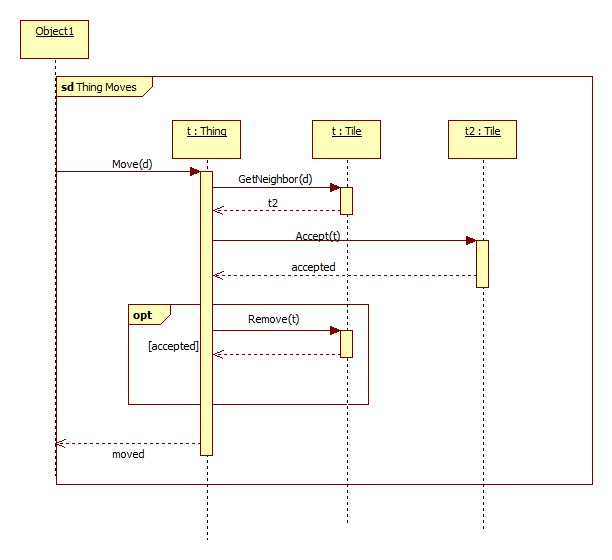 Object1
sd Thing Moves
t : Thing
t : Tile
t2 : Tile
Move(d)
GetNeighbor(d)
t2
Accept(t)
accepted
opt
Remove(t)
[accepted]
moved